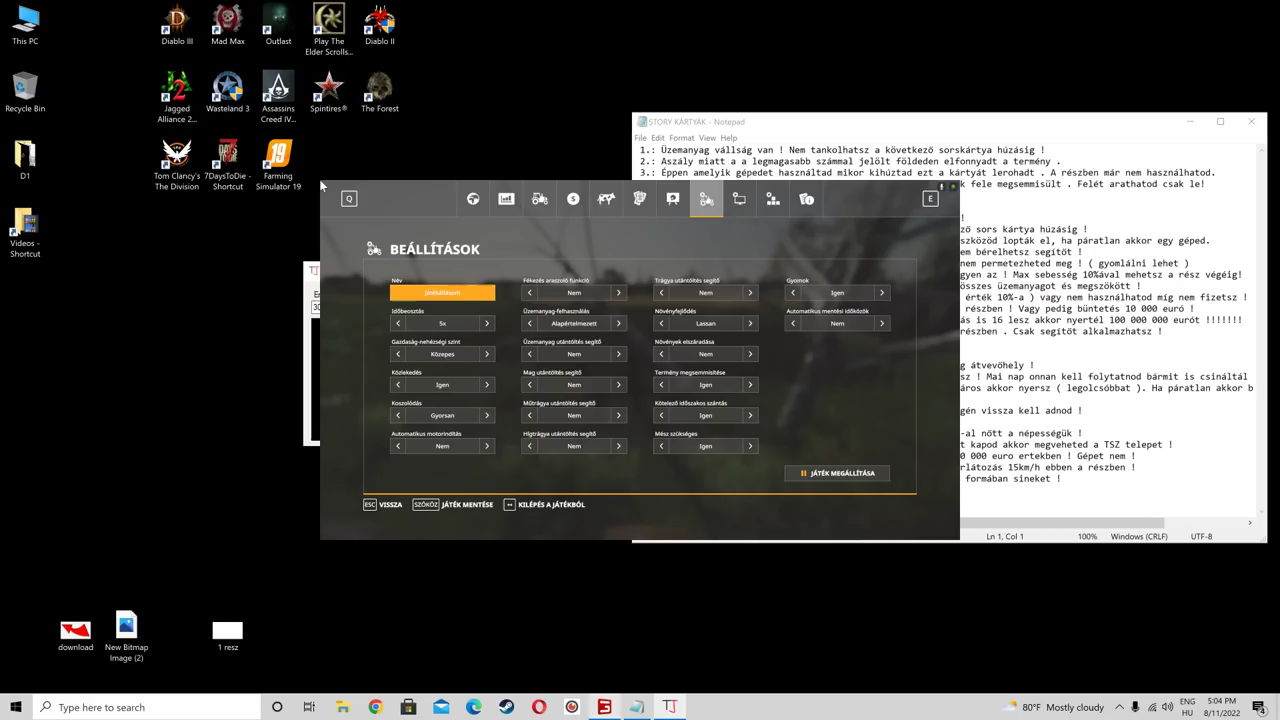 This PC
Recycle Bin
D1
Videos -
Shortcut
Diablo III
Mad Max
Outlast
Play The
Elder Scrolls...
Diablo II
Jagged
Alliance 2...
Wasteland 3
Assassins
Creed IV...
Spintires®
The Forest
Tom Clancy's
The Division
7DaysToDie -
Shortcut
Farming
Simulator 19
STORY KÁRTYÁK - Notepad
File Edit Format View Help
1.: Üzemanyag vállság van ! Nem tankolhatsz a következő sorskártya húzásig !
2.: Aszály miatt a a legmagasabb számmal jelölt földeden elfonnyadt a termény .
3.: Éppen amelyik gépedet használtad mikor kihúztad ezt a kártyát lerohadt . A részben már nem használhatod.
k fele megsemmisült . Felét arathatod csak le!
!
ző sors kártya húzásig !
szközöd lopták el, ha páratlan akkor egy géped.
em bérelhetsz segítőt !
nem permetezheted meg ! ( gyomlálni lehet )
gyen az ! Max sebesség 10%ával mehetsz a rész végéig!
összes üzemanyagot és megszökött !
érték 10%-a ) vagy nem használhatod míg nem fizetsz !
részben ! Vagy pedig büntetés 10 000 euró !
ás is 16 lesz akkor nyertél 100 000 000 eurót !!!!!!!
részben . Csak segítőt alkalmazhatsz !
g átvevőhely !
sz ! Mai nap onnan kell folytatnod bármit is csináltál
áros akkor nyersz ( legolcsóbbat ). Ha páratlan akkor b
égén vissza kell adnod !
-al nőtt a népességük !
t kapod akkor megveheted a TSZ telepet !
0 000 euro ertekben ! Gépet nem !
rlátozás 15km/h ebben a részben !
formában sineket !
Ln 1, Col 1
100%
Windows (CRLF)
UTF-8
Q
E
BEÁLLÍTÁSOK
Név
Időbeosztás
5x
Gazdaság-nehézségi szint
Közepes
Közlekedés
Igen
Koszolódás
Gyorsan
Automatikus motorindítás
Nem
Fékezés araszoló funkció
Nem
Üzemanyag-felhasználás
Alapértelmezett
Üzemanyag utántöltés segítő
Nem
Mag utántöltés segítő
Nem
Műtrágya utántöltés segítő
Nem
Hígtrágya utántöltés segítő
Nem
Trágya utántöltés segítő
Nem
Növényfejlődés
Lassan
Növények elszáradása
Nem
Termény megsemmisítése
Igen
Kötelező időszakos szántás
Igen
Mész szükséges
Igen
Gyomok
Igen
Automatikus mentési időközök
Nem
JÁTÉK MEGÁLLÍTÁSA
ESC VISSZA
SZÓKÖZ JÁTÉK MENTÉSE
KILÉPÉS A JÁTÉKBÓL
download
New Bitmap
Image (2)
1 resz
Type here to search
80°F Mostly cloudy
ENG
HU
5:04 PM
8/11/2022